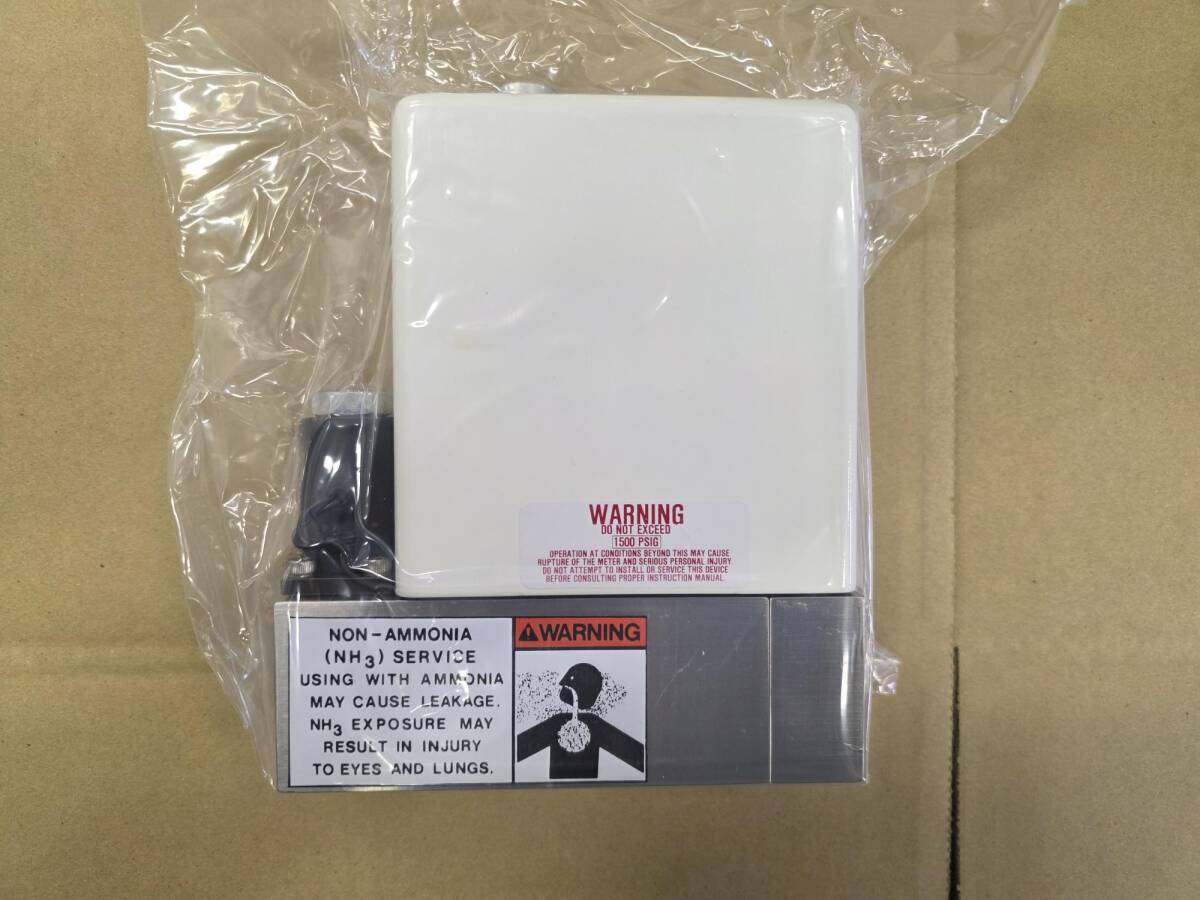 WARNING
DO NOT EXCEED
1500 PSIG
OPERATION AT CONDITIONS BEYOND THIS MAY CAUSE
RUPTURE OF THE METER AND SERIOUS PERSONAL INJURY.
DO NOT ATTEMPT TO INSTALL OR SERVICE THIS DEVICE
BEFORE CONSULTING PROPER INSTRUCTION MANUAL.
NON-AMMONIA
(NH3) SERVICE
USING WITH AMMONIA
MAY CAUSE LEAKAGE.
NH3 EXPOSURE MAY
RESULT IN INJURY
TO EYES AND LUNGS.
WARNING